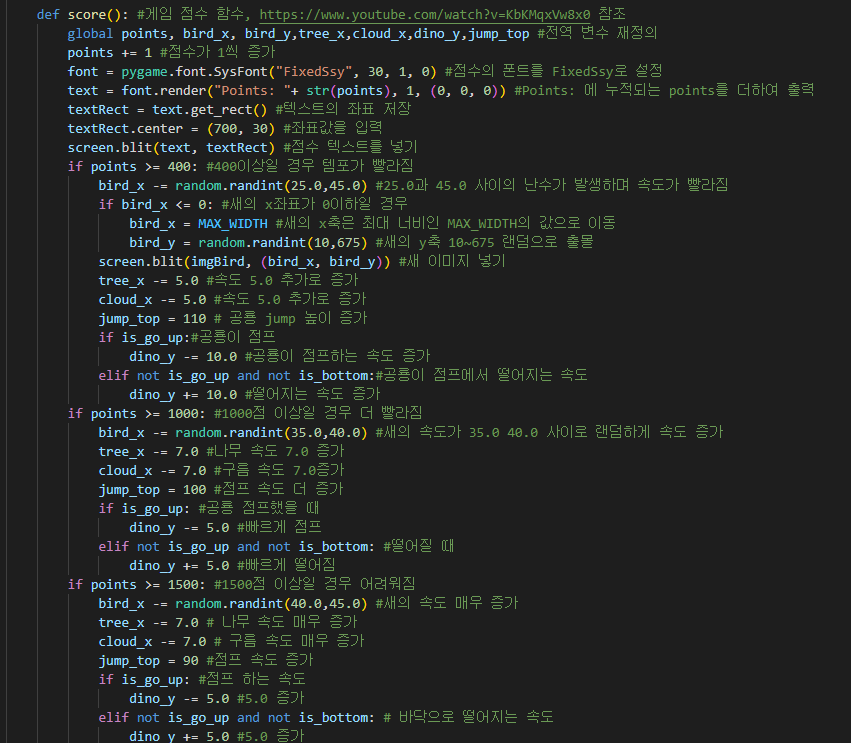 def score(): #게임 점수 함수, https://www.youtube.com/watch?v=KbKMqxVw8x0 참조
global points, bird_x, bird_y,tree_x,cloud_x,dino_y,jump_top #전역 변수 재정의
points += 1 #점수가 1씩 증가
font = pygame.font.SysFont("FixedSsy", 30, 1, 0) #점수의 폰트를 FixedSsy로 설정
text = font.render("Points: "+ str(points), 1, (0, 0, 0)) #Points: 에 누적되는 points를 더하여 출력
textRect = text.get_rect() #텍스트의 좌표 저장
textRect.center = (700, 30) #좌표값을 입력
screen.blit(text, textRect) #점수 텍스트를 넣기
if points >= 400: #400이상일 경우 템포가 빨라짐
bird_x -= random.randint(25.0,45.0) #25.0과 45.0 사이의 난수가 발생하며 속도가 빨라짐
if bird_x <= 0: #새의 x좌표가 0이하일 경우
bird_x = MAX_WIDTH #새의 x축은 최대 너비인 MAX_WIDTH의 값으로 이동
bird_y = random.randint(10,675) #새의 y축 10~675 랜덤으로 출몰
screen.blit(imgBird, (bird_x, bird_y)) #새 이미지 넣기
tree_x -= 5.0 #속도 5.0 추가로 증가
cloud_x -= 5.0 #속도 5.0 추가로 증가
jump_top = 110 # 공룡 jump 높이 증가
if is_go_up:#공룡이 점프
dino_y -= 10.0 #공룡이 점프하는 속도 증가
elif not is_go_up and not is_bottom:#공룡이 점프에서 떨어지는 속도
dino_y += 10.0 #떨어지는 속도 증가
if points >= 1000: #1000점 이상일 경우 더 빨라짐
bird_x -= random.randint(35.0,40.0) #새의 속도가 35.0 40.0 사이로 랜덤하게 속도 증가
tree_x -= 7.0 #나무 속도 7.0 증가
cloud_x -= 7.0 #구름 속도 7.0증가
jump_top = 100 #점프 속도 더 증가
if is_go_up: #공룡 점프했을 때
dino_y -= 5.0 #빠르게 점프
elif not is_go_up and not is_bottom: #떨어질 때
dino_y += 5.0 #빠르게 떨어짐
if points >= 1500: #1500점 이상일 경우 어려워짐
bird_x -= random.randint(40.0,45.0) #새의 속도 매우 증가
tree_x -= 7.0 # 나무 속도 매우 증가
cloud_x -= 7.0 # 구름 속도 매우 증가
jump_top = 90 #점프 속도 증가
if is_go_up: #점프 하는 속도
dino_y -= 5.0 #5.0 증가
elif not is_go_up and not is_bottom: # 바닥으로 떨어지는 속도
dino_y += 5.0 #5.0 증가